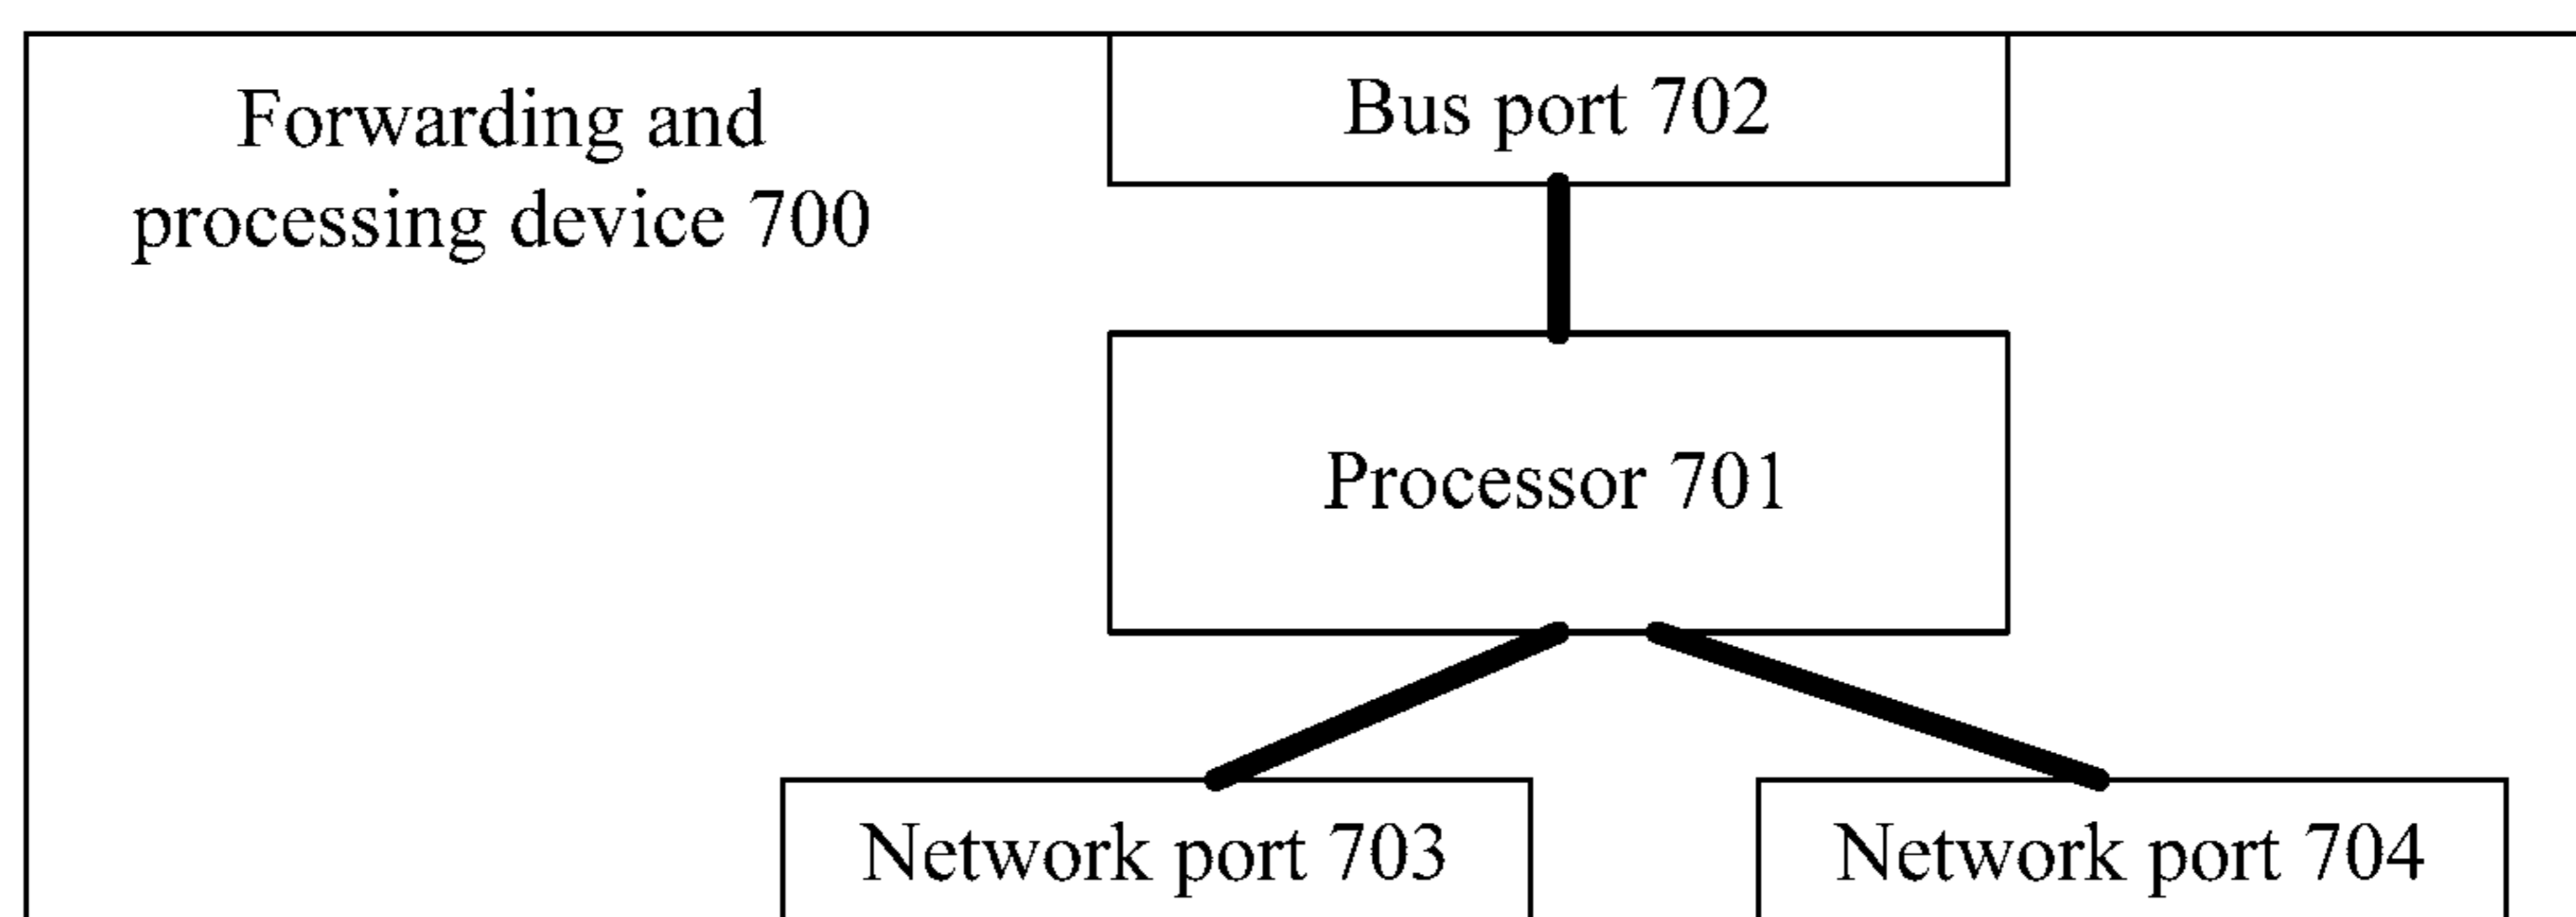 Forwarding and
processing device 700
Bus port 702
Processor 701
Network port 703
Network port 704